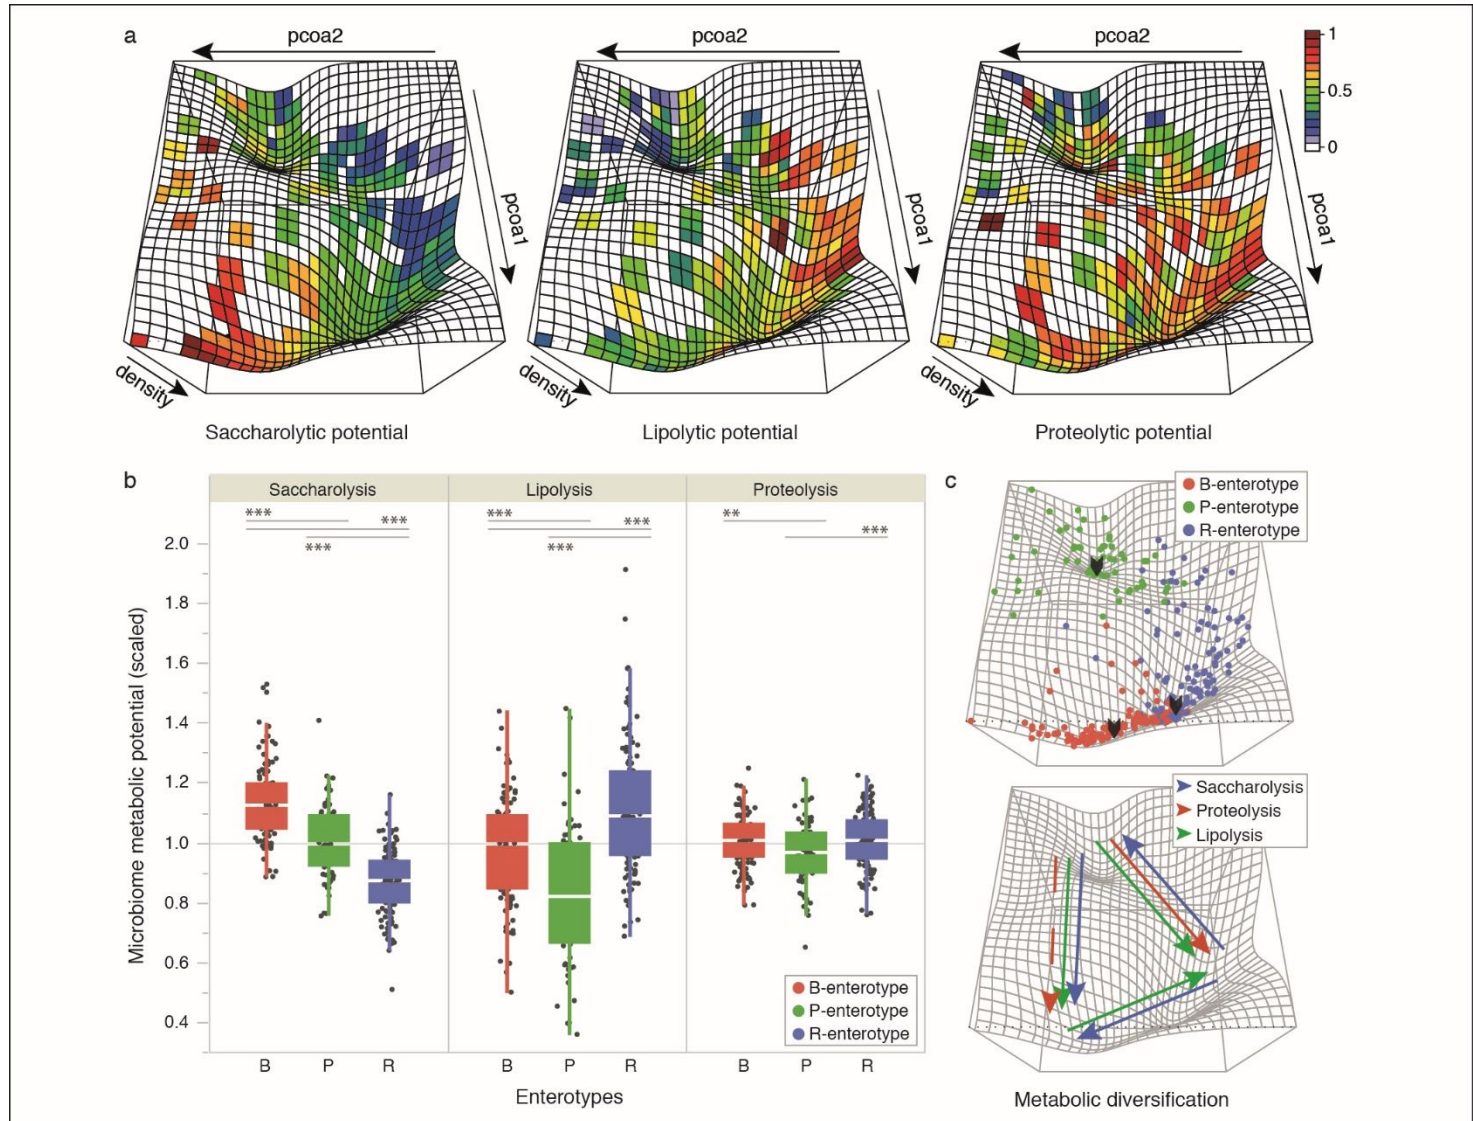 a
pcoa2
pcoa2
pcoa2
1
0.5
0
pcoa1
pcoa1
pcoa1
density
density
density
Saccharolytic potential
Lipolytic potential
Proteolytic potential
b
Saccharolysis
Lipolysis
Proteolysis
***
***
***
***
***
***
**
***
Microbiome metabolic potential (scaled)
2.0
1.8
1.6
1.4
1.2
1.0
0.8
0.6
0.4
B-enterotype
P-enterotype
R-enterotype
B P R B P R B P R
Enterotypes
c
B-enterotype
P-enterotype
R-enterotype
Saccharolysis
Proteolysis
Lipolysis
Metabolic diversification